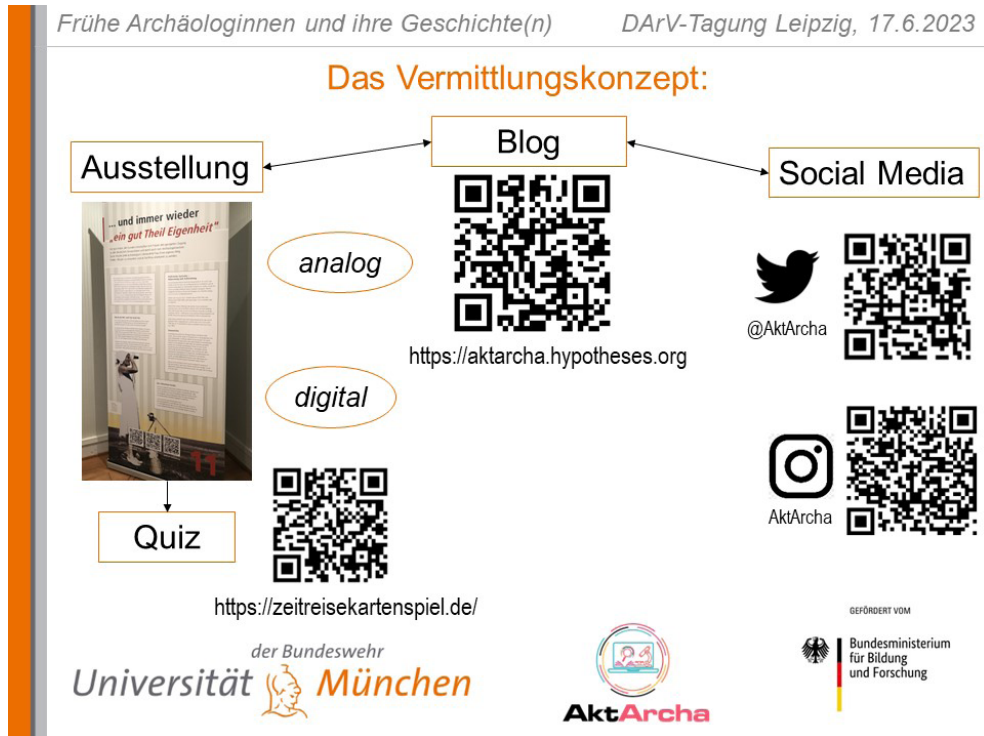 Frühe Archäologinnen und ihre Geschichte(n)
DArV-Tagung Leipzig, 17.6.2023
Das Vermittlungskonzept:
Ausstellung
Blog
Social Media
... und immer wieder
„ein gut Theil Eigenheit“
11
analog
digital
https://aktarcha.hypotheses.org
@AktArcha
AktArcha
Quiz
https://zeitreisekartenspiel.de/
der Bundeswehr
Universität München
AktArcha
GEFÖRDERT VOM
Bundesministerium
für Bildung
und Forschung